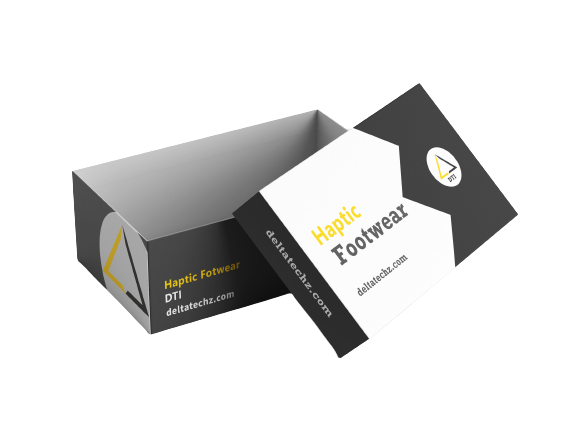 Haptic Fotwear
DTI
deltatechz.com
deltatechz.com
Haptic
Footwear
deltatechz.com
DTI